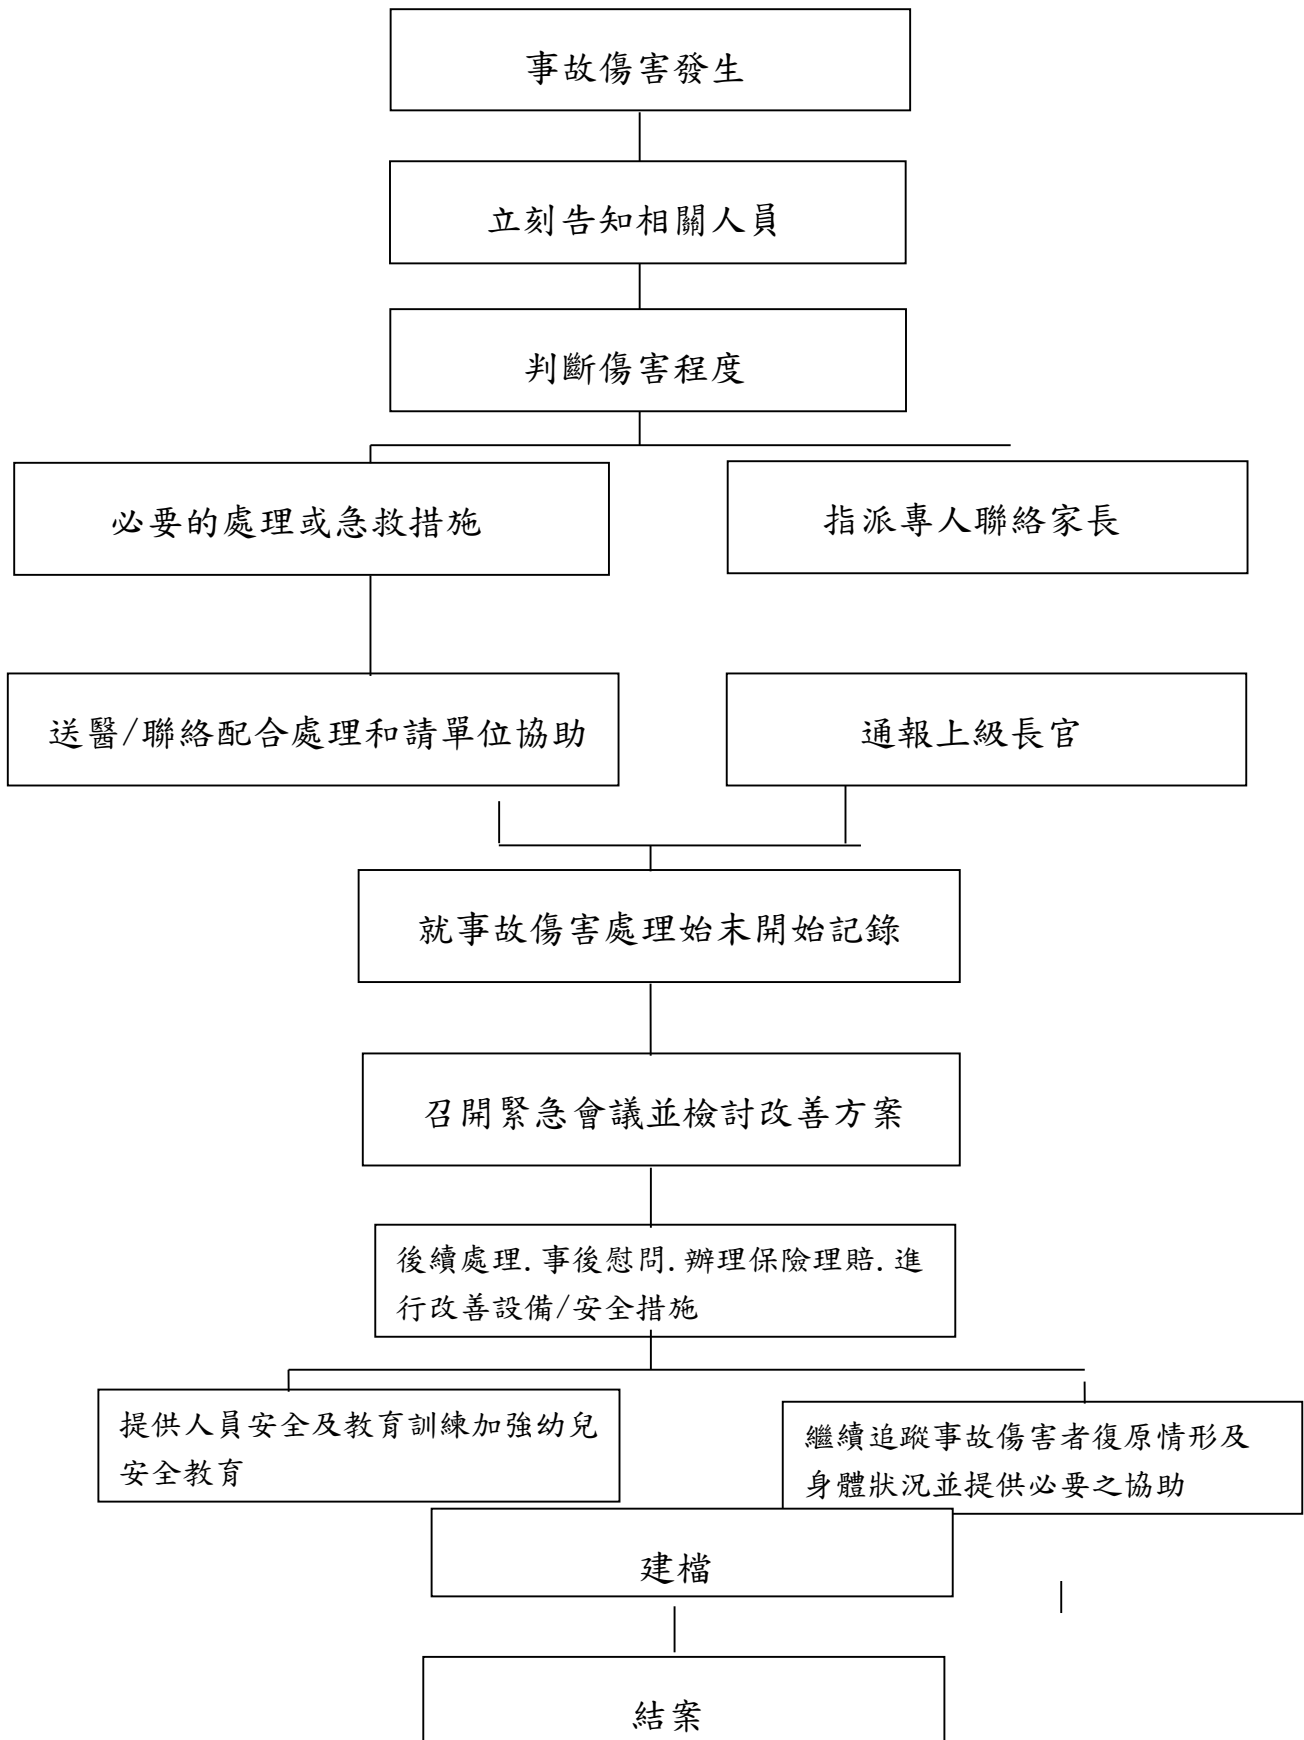 事故傷害發生
立刻告知相關人員
判斷傷害程度
必要的處理或急救措施
指派專人聯絡家長
送醫/聯絡配合處理和請單位協助
通報上級長官
就事故傷害處理始末開始記錄
召開緊急會議並檢討改善方案
後續處理.事後慰問.辦理保險理賠.進
行改善設備/安全措施
提供人員安全及教育訓練加強幼兒
安全教育
繼續追蹤事故傷害者復原情形及
身體狀況並提供必要之協助
建檔
結案